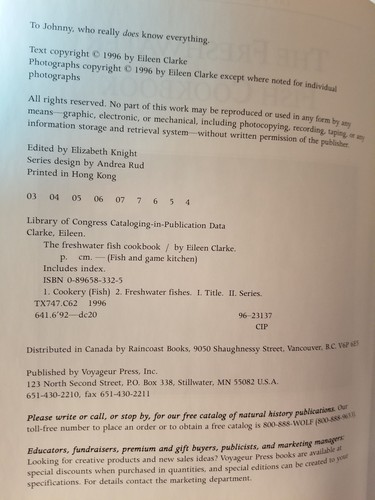 To Johnny, who really does know everything.
Text copyright © 1996 by Eileen Clarke
Photographs copyright © 1996 by Eileen Clarke except where noted for individual
photographs
All rights reserved. No part of this work may be reproduced or used in any form by any
means—graphic, electronic, or mechanical, including photocopying, recording, taping, or any
information storage and retrieval system—without written permission of the publisher.
Edited by Elizabeth Knight
Series design by Andrea Rud
Printed in Hong Kong
03 04 05 06 07 7 6 5 4
Library of Congress Cataloging-in-Publication Data
Clarke, Eileen.
The freshwater fish cookbook / by Eileen Clarke.
p. cm. — (Fish and game kitchen)
Includes index.
ISBN 0-89658-332-5
1. Cookery (Fish) 2. Freshwater fishes. I. Title. II. Series.
TX747.C62 1996
641.6'92—dc20 96-23137
CIP
Distributed in Canada by Raincoast Books, 9050 Shaughnessy Street, Vancouver, B.C. V6P 6E5
Published by Voyageur Press, Inc.
123 North Second Street, P.O. Box 338, Stillwater, MN 55082 U.S.A.
651-430-2210, fax 651-430-2211
Please write or call, or stop by, for our free catalog of natural history publications. Our
toll-free number to place an order or to obtain a free catalog is 800-888-WOLF (800-888-9653).
Educators, fundraisers, premium and gift buyers, publicists, and marketing managers:
Looking for creative products and new sales ideas? Voyageur Press books are available at
special discounts when purchased in quantities, and special editions can be created to your
specifications. For details contact the marketing department.